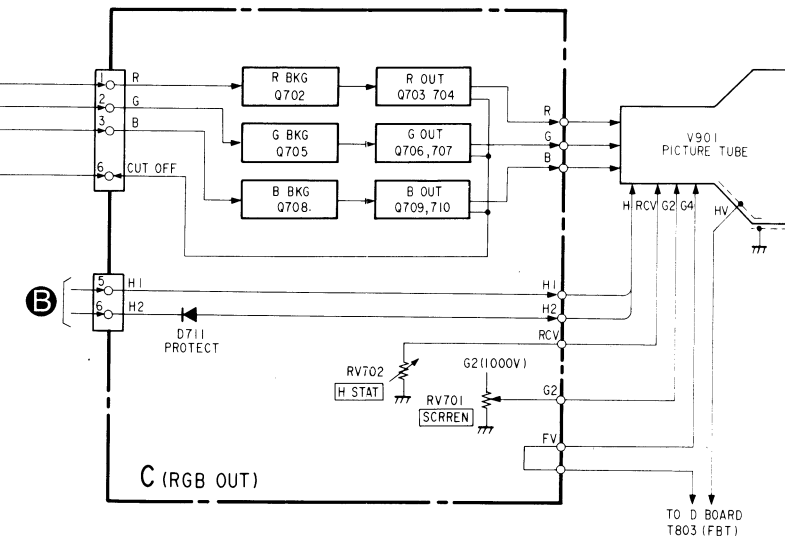 1 R
2 G
3 B
6 CUT OFF
R BKG
Q702
R OUT
Q703 704
G BKG
Q705
G OUT
Q706,707
B BKG
Q708.
B OUT
Q709,710
R
G
B
V901
PICTURE TUBE
H RCV G2 G4
HV
B
5 H1
6 H2
D711
PROTECT
H1
H2
RCV
RV702
H STAT
G2(1000V)
RV701
SCRREN
G2
FV
C (RGB OUT)
TO D BOARD
T803 (FBT)